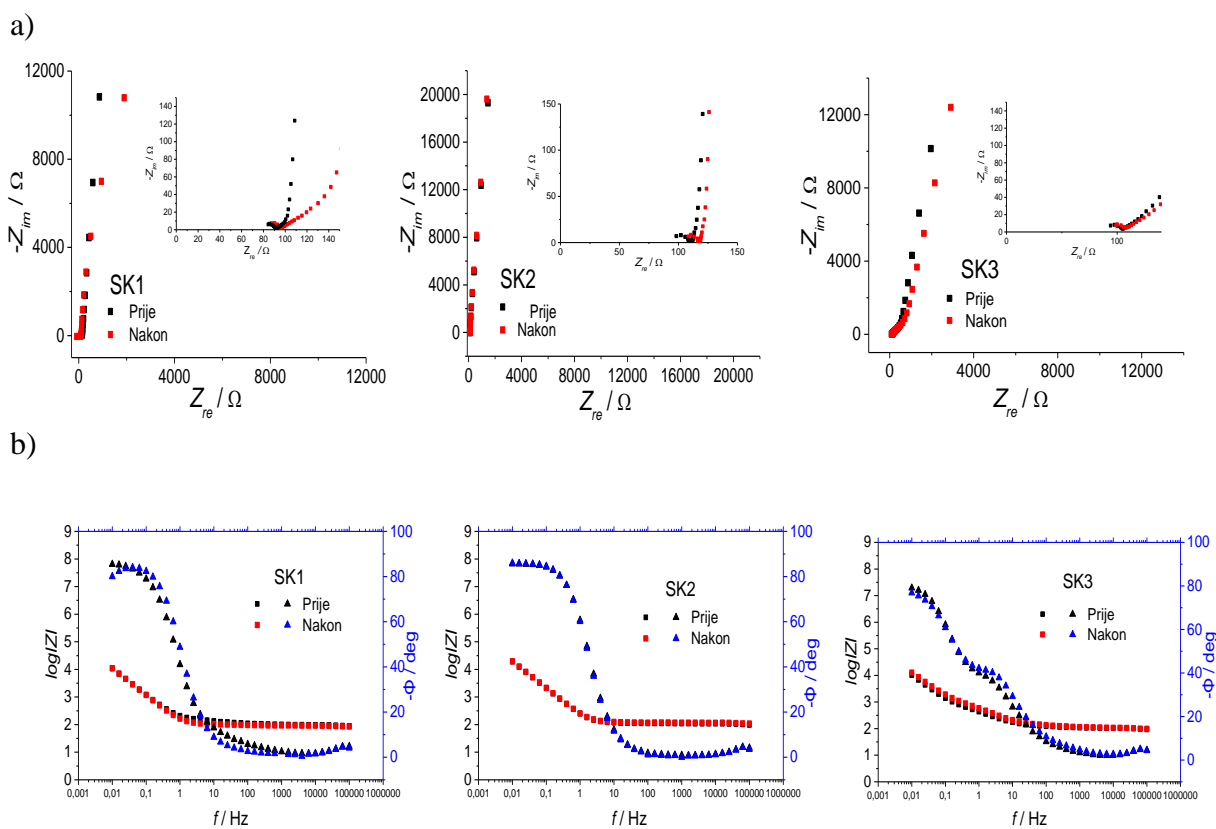 a)
12000
8000
4000
0
0 4000 8000 12000
-Z_im / Ω
Z_re / Ω
SK1
Prije
Nakon
140
120
100
80
60
40
20
0
0 20 40 60 80 100 120 140
-Z_im / Ω
Z_re / Ω
20000
16000
12000
8000
4000
0
0 4000 8000 12000 16000 20000
-Z_im / Ω
Z_re / Ω
SK2
Prije
Nakon
150
100
50
0
0 50 100 150
-Z_im / Ω
Z_re / Ω
12000
8000
4000
0
0 4000 8000 12000
-Z_im / Ω
Z_re / Ω
SK3
Prije
Nakon
140
120
100
80
60
40
20
0
0 100
-Z_im / Ω
Z_re / Ω
b)
9
8
7
6
5
4
3
2
1
0
logIZI
100
80
60
40
20
0
-Φ / deg
SK1
Prije
Nakon
0,001 0,01 0,1 1 10 100 1000 10000 100000 1000000
f / Hz
9
8
7
6
5
4
3
2
1
0
logIZI
100
80
60
40
20
0
-Φ / deg
SK2
Prije
Nakon
0,001 0,01 0,1 1 10 100 1000 10000 100000 1000000
f / Hz
9
8
7
6
5
4
3
2
1
0
logIZI
100
80
60
40
20
0
-Φ / deg
SK3
Prije
Nakon
0,001 0,01 0,1 1 10 100 1000 10000 100000 1000000
f / Hz